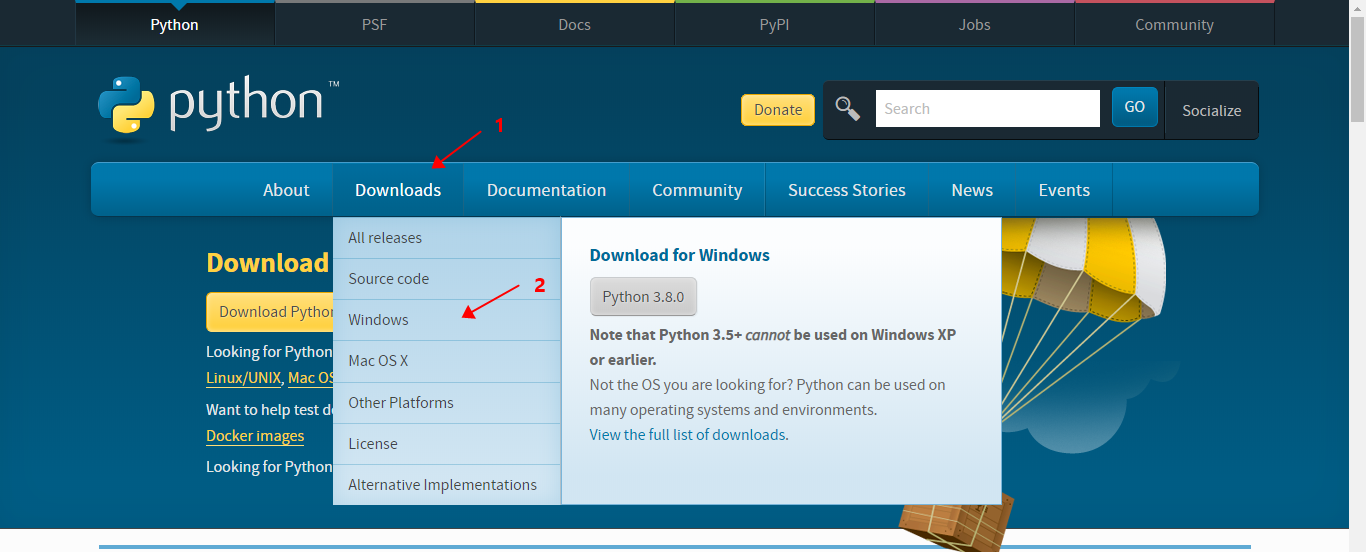 Python
PSF
Docs
PyPI
Jobs
Community
python™
Donate
Search
GO
Socialize
1
About
Downloads
Documentation
Community
Success Stories
News
Events
All releases
Source code
Windows
2
Mac OS X
Other Platforms
License
Alternative Implementations
Download for Windows
Python 3.8.0
Note that Python 3.5+ cannot be used on Windows XP
or earlier.
Not the OS you are looking for? Python can be used on
many operating systems and environments.
View the full list of downloads.
Download
Download Python
Looking for Python
Linux/UNIX, Mac OS
Want to help test
Docker images
Looking for Python